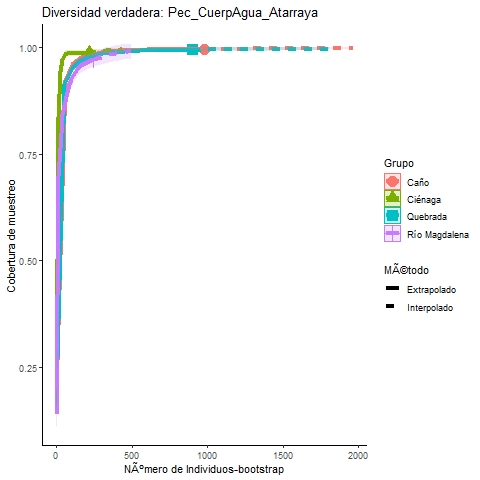 Diversidad verdadera: Pec_CuerpAgua_Atarraya
1.00
0.75
0.50
0.25
Cobertura de muestreo
0
500
1000
1500
2000
NÃºmero de Individuos-bootstrap
Grupo
Caño
Ciénaga
Quebrada
Río Magdalena
MÃ©todo
Extrapolado
Interpolado